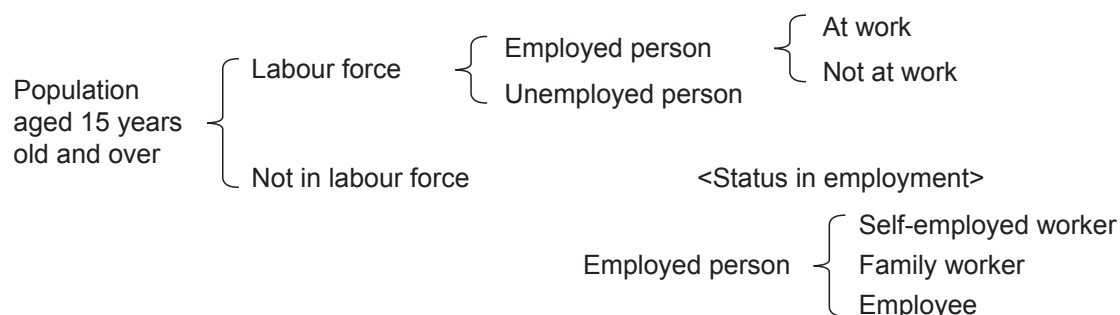 Population
aged 15 years
old and over
Labour force
Not in labour force
Employed person
Unemployed person
At work
Not at work
<Status in employment>
Employed person
Self-employed worker
Family worker
Employee